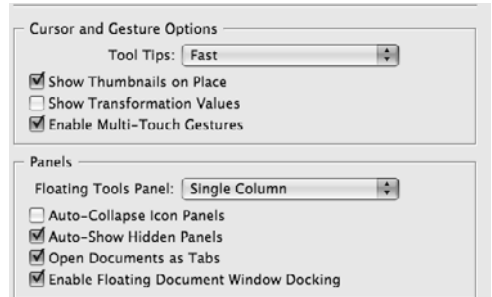 Cursor and Gesture Options
Tool Tips: Fast
Show Thumbnails on Place
Show Transformation Values
Enable Multi-Touch Gestures
Panels
Floating Tools Panel: Single Column
Auto-Collapse Icon Panels
Auto-Show Hidden Panels
Open Documents as Tabs
Enable Floating Document Window Docking